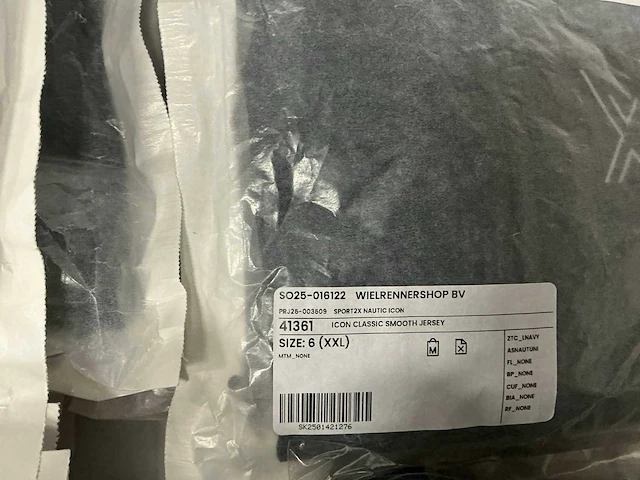 SO25-016122 WIELRENNERSHOP BV
PRJ25-003509 SPORT2X NAUTIC ICON
41361 ICON CLASSIC SMOOTH JERSEY
SIZE: 6 (XXL)
M X
MTM_NONE
ZTC_LNAVY
ASNAUTUNI
FL_NONE
BP_NONE
CUF_NONE
BIA_NONE
RF_NONE
SK2501421276